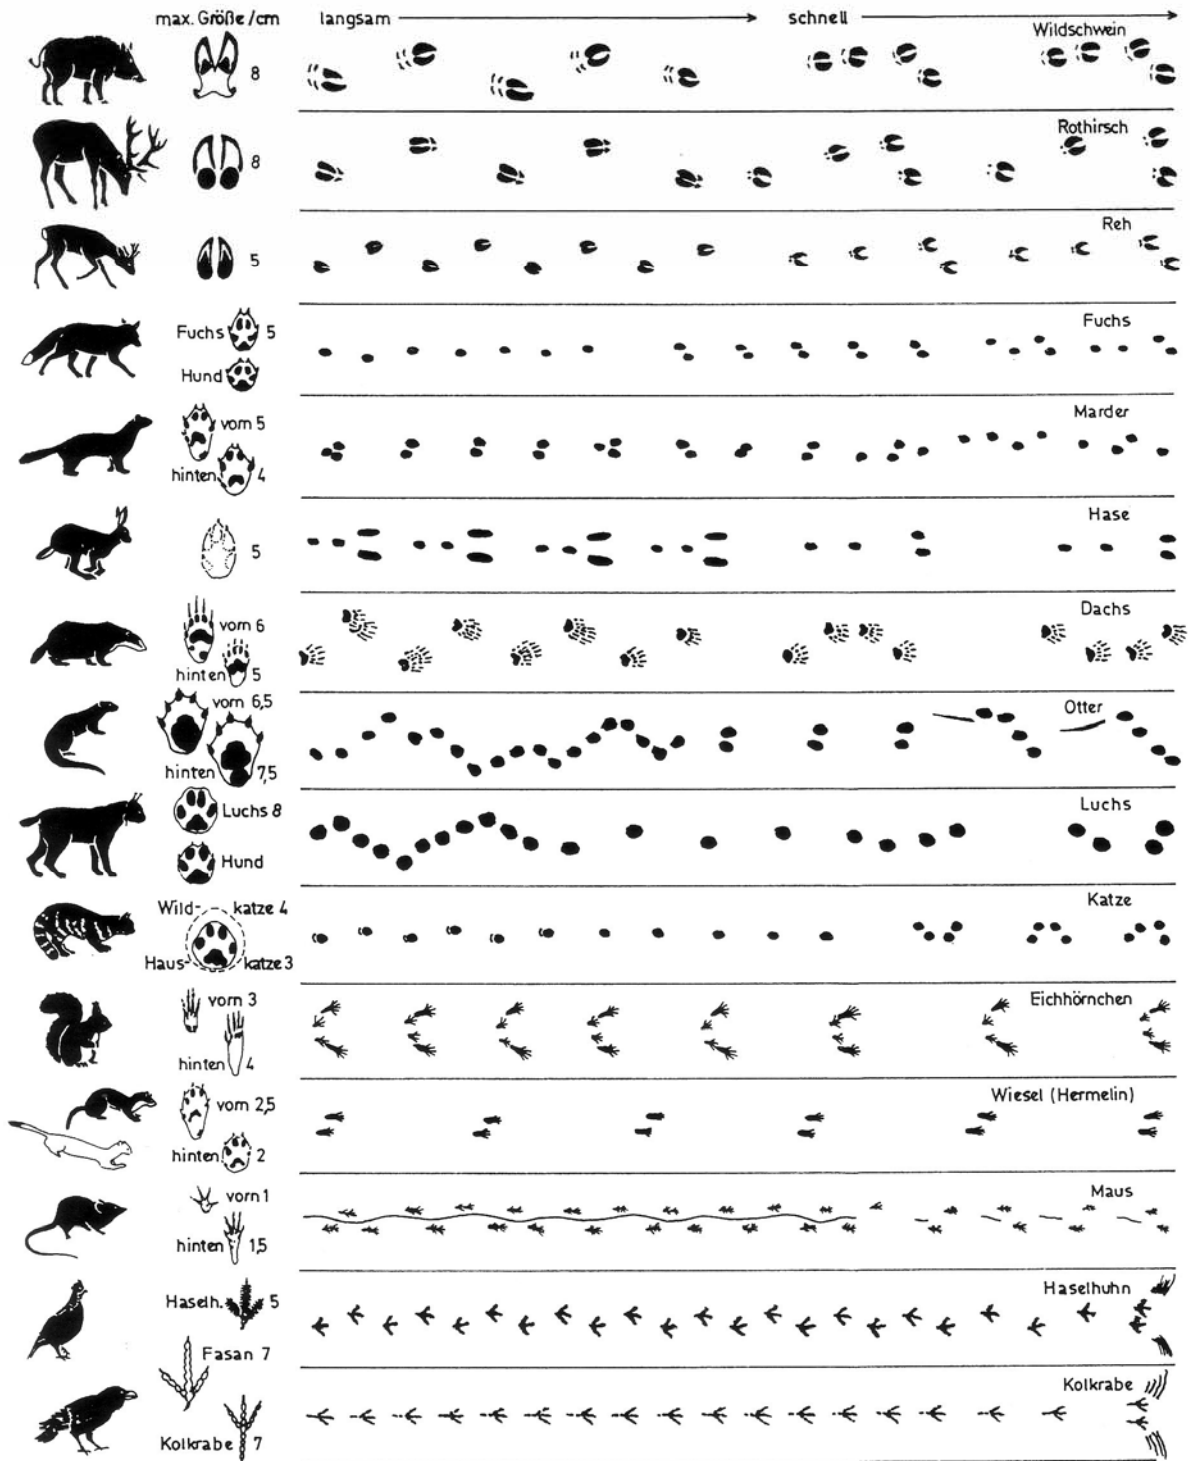 max. Größe/cm langsam schnell
Wildschwein
8
Rothirsch
8
Reh
5
Fuchs
Fuchs 5
Hund
Marder
vorn 5
hinten 4
Hase
5
Dachs
vorn 6
hinten 5
vorn 6,5
Otter
hinten 7,5
Luchs 8
Luchs
Hund
Wild- katze 4
Katze
Haus- katze 3
vorn 3
Eichhörnchen
hinten 4
Wiesel (Hermelin)
vorn 2,5
hinten 2
Maus
vorn 1
hinten 1,5
Haselhuhn
Haselh. 5
Fasan 7
Kolkrabe
Kolkrabe 7